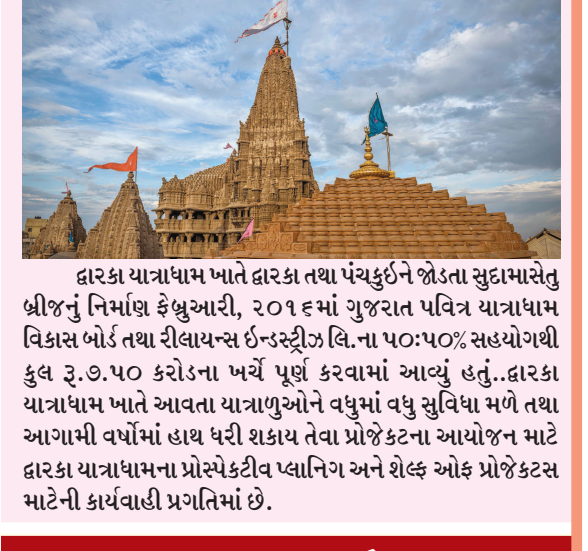 દ્વારકા યાત્રાધામ ખાતે દ્વારકા તથા પંચકુઇને જોડતા સુદામાસેતુ
બ્રીજનું નિર્માણ ફેબ્રુઆરી, ૨૦૧૬માં ગુજરાત પવિત્ર યાત્રાધામ
વિકાસ બોર્ડ તથા રીલાયન્સ ઇન્ડસ્ટ્રીઝ લિ.ના ૫૦:૫૦% સહયોગથી
કુલ રૂ.૭.૫૦ કરોડના ખર્ચે પૂર્ણ કરવામાં આવ્યું હતું..દ્વારકા
યાત્રાધામ ખાતે આવતા યાત્રાળુઓને વધુમાં વધુ સુવિધા મળે તથા
આગામી વર્ષોમાં હાથ ધરી શકાય તેવા પ્રોજેકટના આયોજન માટે
દ્વારકા યાત્રાધામના પ્રોસ્પેકટીવ પ્લાનિગ અને શેલ્ફ ઓફ પ્રોજેકટસ
માટેની કાર્યવાહી પ્રગતિમાં છે.